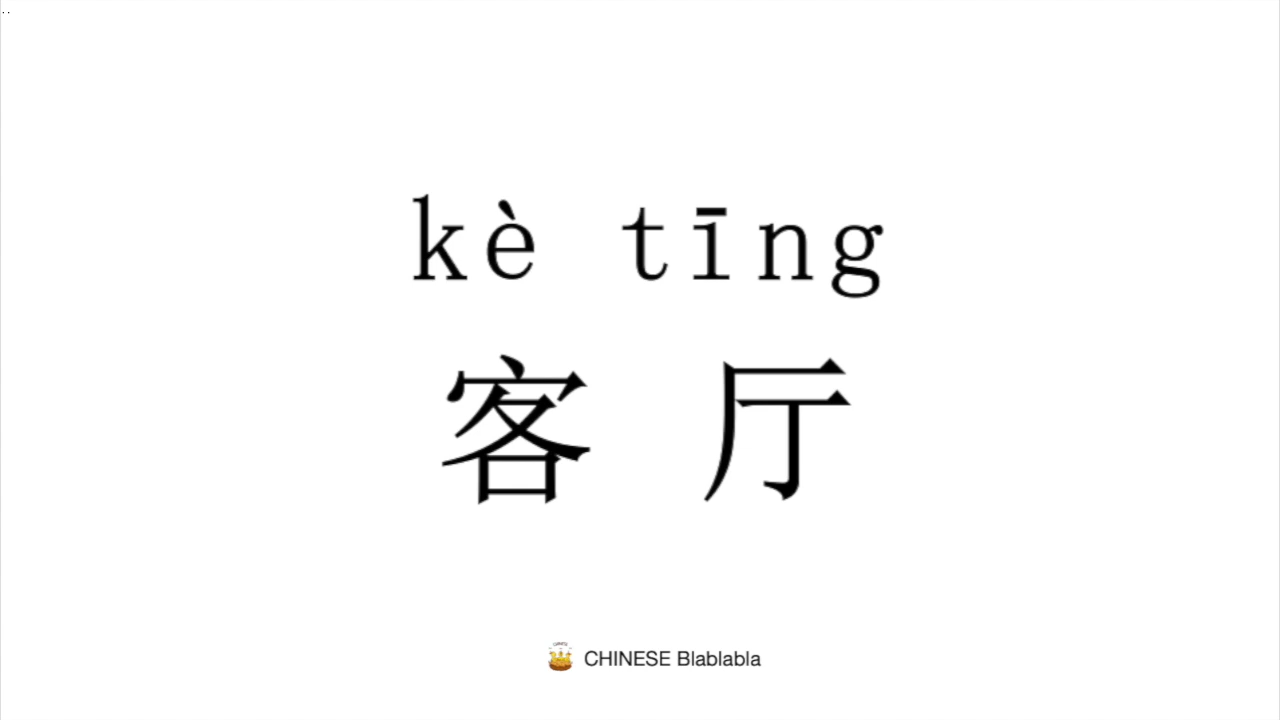 kè tīng
客 厅
CHINESE Blablabla